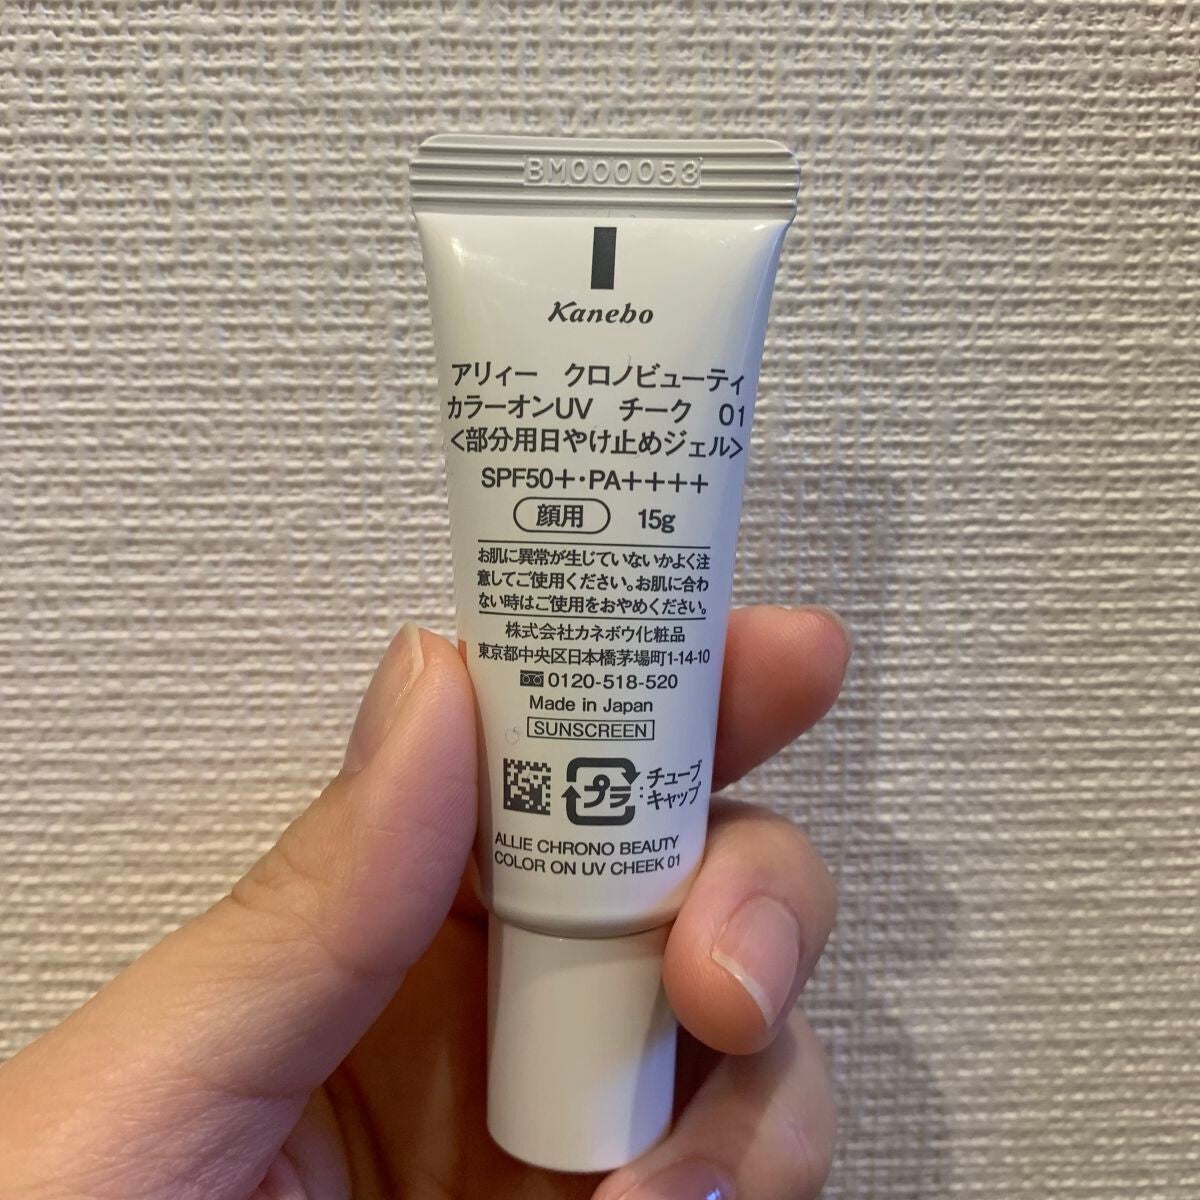 BM000053
Kanebo
アリィー クロノビューティ
カラーオンUV チーク 01
<部分用日やけ止めジェル>
SPF50+・PA++++
顔用 15g
お肌に異常が生じていないかよく注
意してご使用ください。お肌に合わ
ない時はご使用をおやめください。
株式会社カネボウ化粧品
東京都中央区日本橋茅場町1-14-10
0120-518-520
Made in Japan
SUNSCREEN
プラ
:チューブ
キャップ
ALLIE CHRONO BEAUTY
COLOR ON UV CHEEK 01